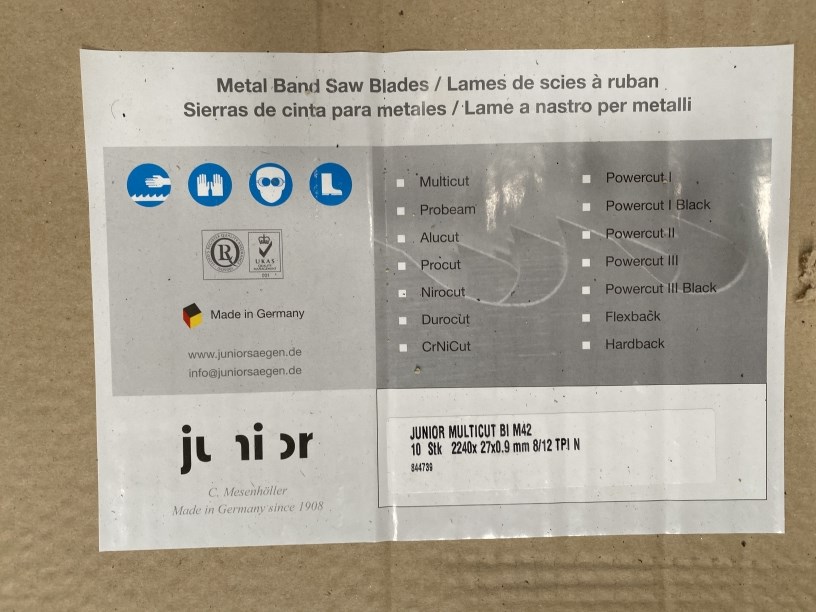 Metal Band Saw Blades / Lames de scies à ruban
Sierras de cinta para metales / Lame a nastro per metalli
R
UKAS
QUALITY
MANAGEMENT
Made in Germany
www.juniorsaegen.de
info@juniorsaegen.de
Multicut
Probeam
Alucut
Procut
Nirocut
Durocut
CrNiCut
Powercut I
Powercut I Black
Powercut II
Powercut III
Powercut III Black
Flexback
Hardback
junior
C. Mesenhöller
Made in Germany since 1908
JUNIOR MULTICUT BI M42
10 Stk 2240x 27x0.9 mm 8/12 TPI N
844739